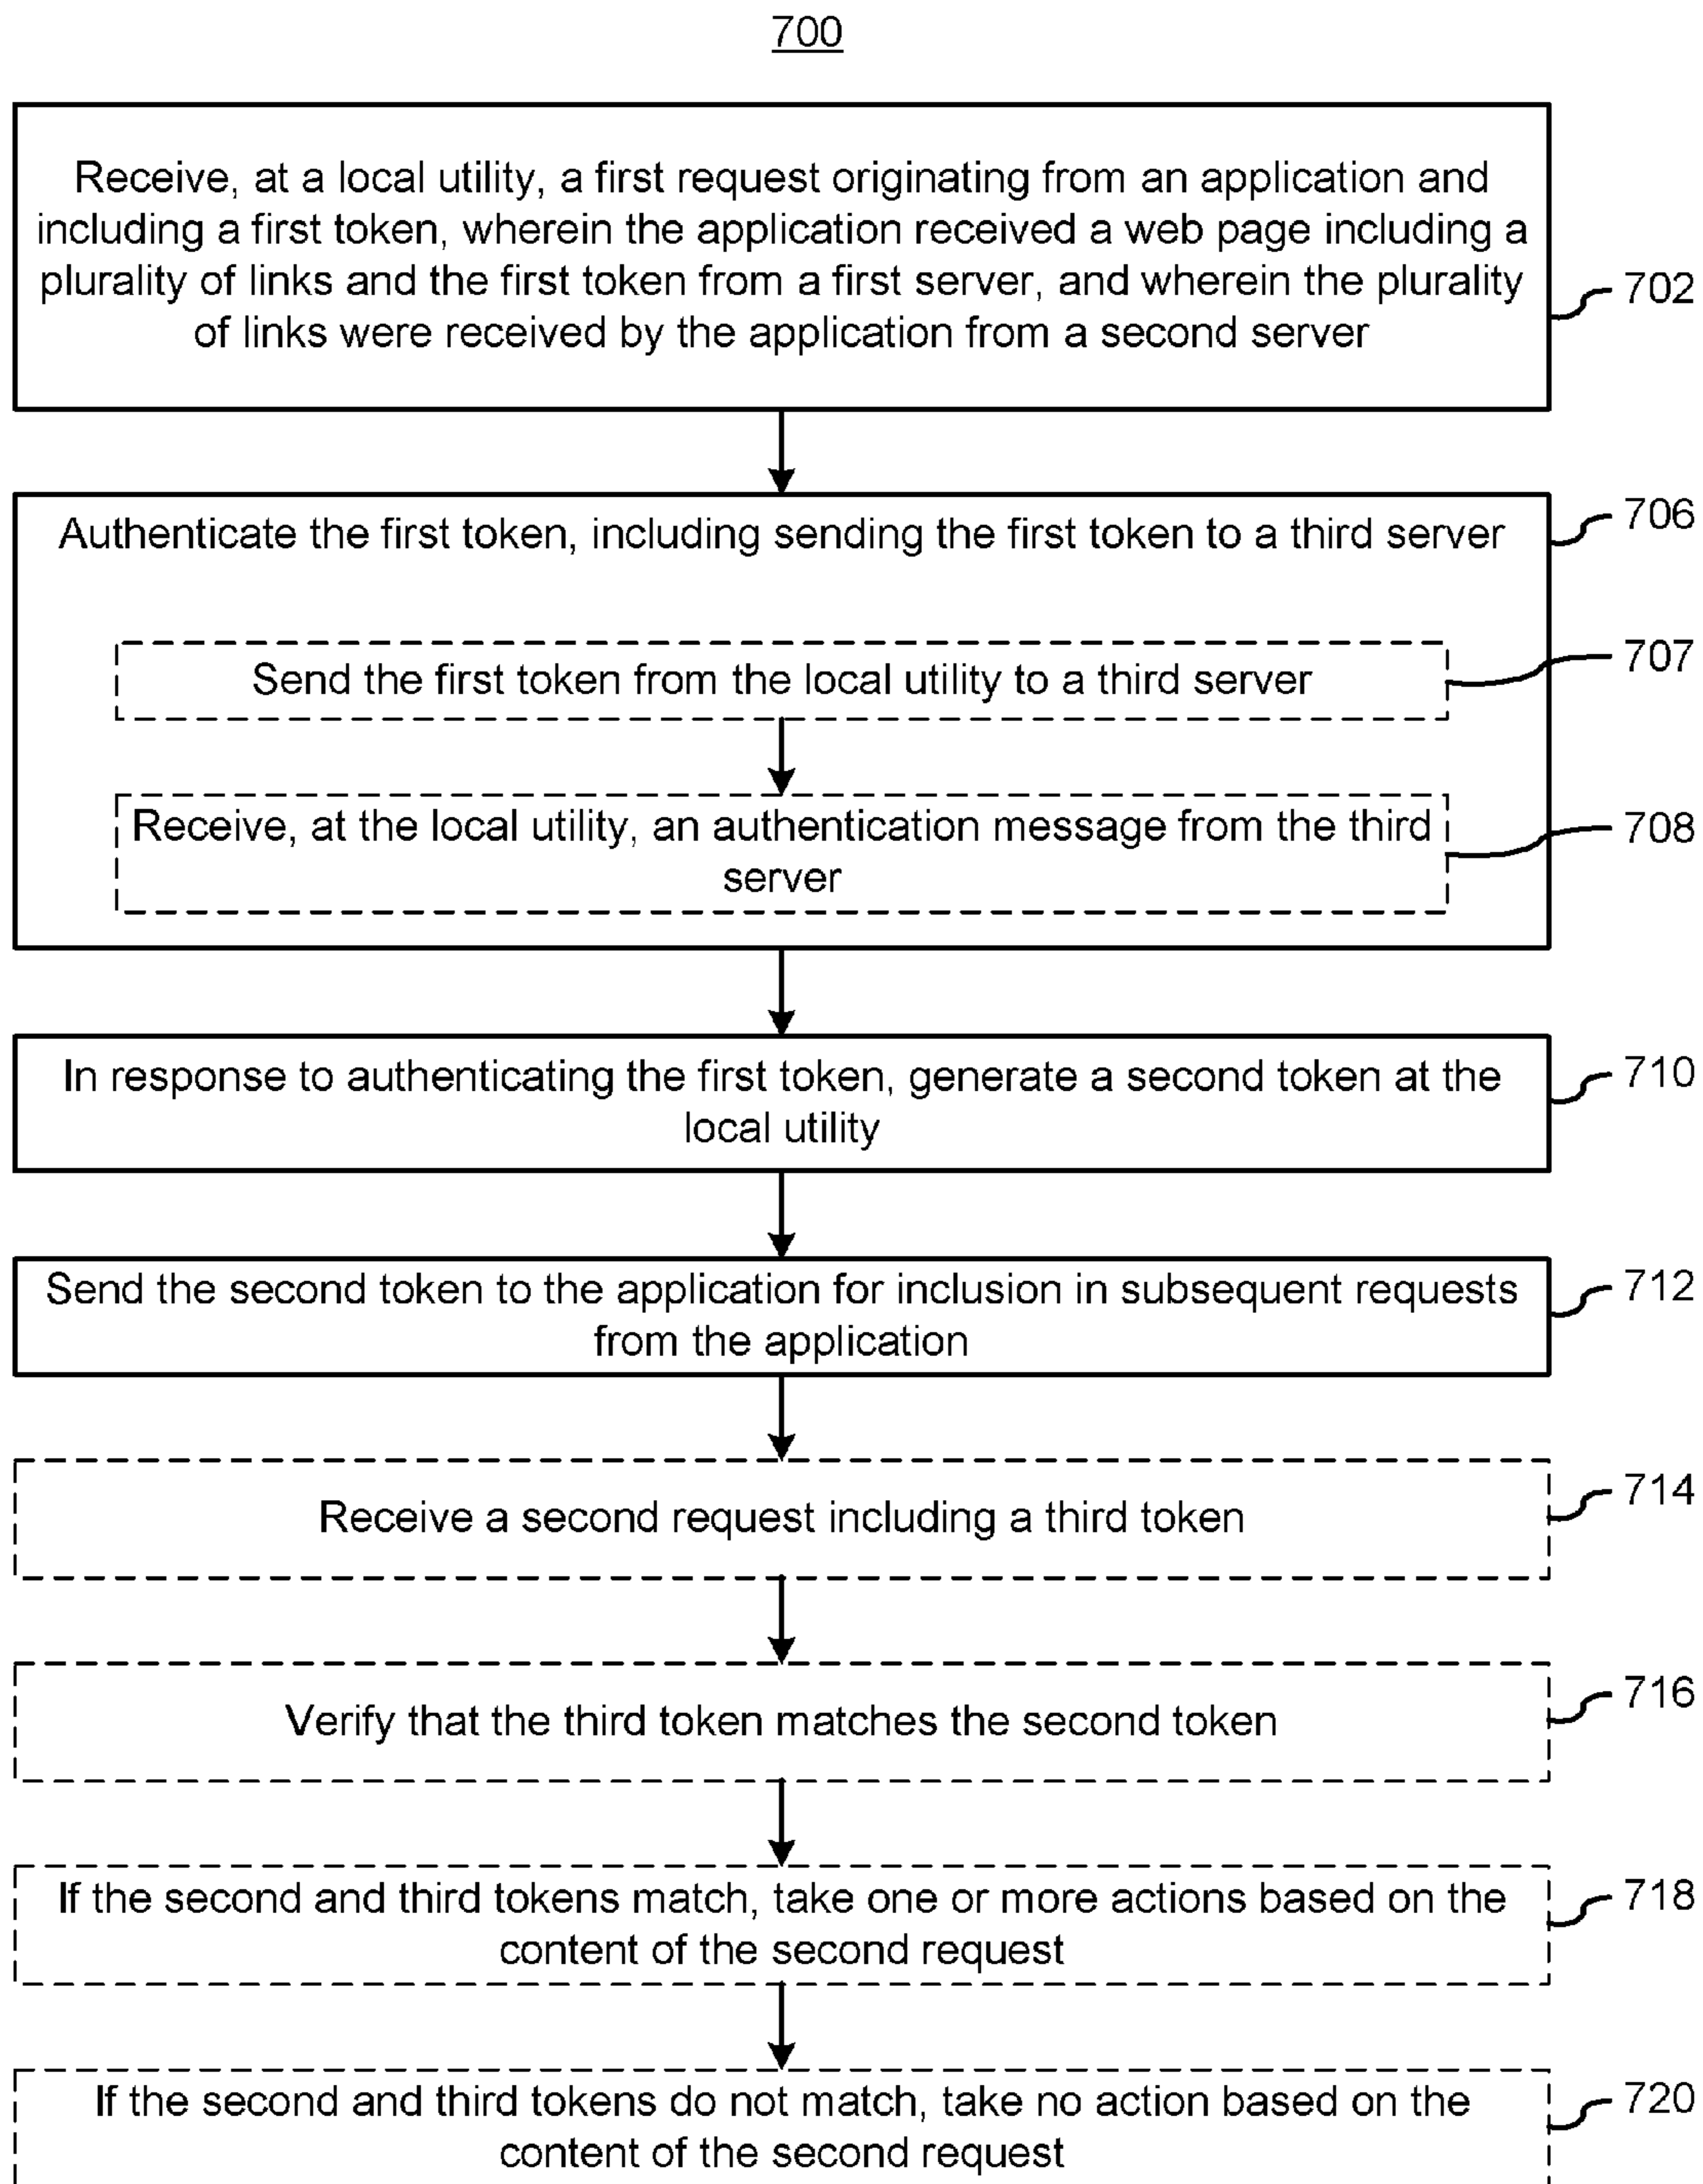 700
Receive, at a local utility, a first request originating from an application and
including a first token, wherein the application received a web page including a
plurality of links and the first token from a first server, and wherein the plurality
of links were received by the application from a second server
702
Authenticate the first token, including sending the first token to a third server
706
Send the first token from the local utility to a third server
707
Receive, at the local utility, an authentication message from the third
server
708
In response to authenticating the first token, generate a second token at the
local utility
710
Send the second token to the application for inclusion in subsequent requests
from the application
712
Receive a second request including a third token
714
Verify that the third token matches the second token
716
If the second and third tokens match, take one or more actions based on the
content of the second request
718
If the second and third tokens do not match, take no action based on the
content of the second request
720